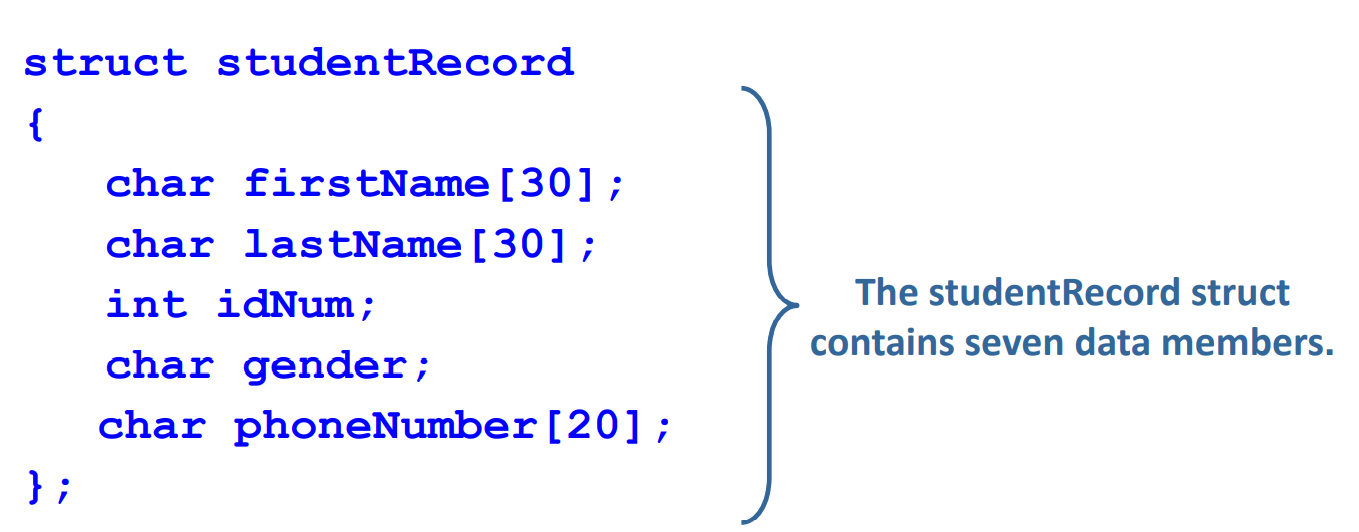 struct studentRecord
{
char firstName[30];
char lastName[30];
int idNum;
char gender;
char phoneNumber[20];
};
The studentRecord struct
contains seven data members.